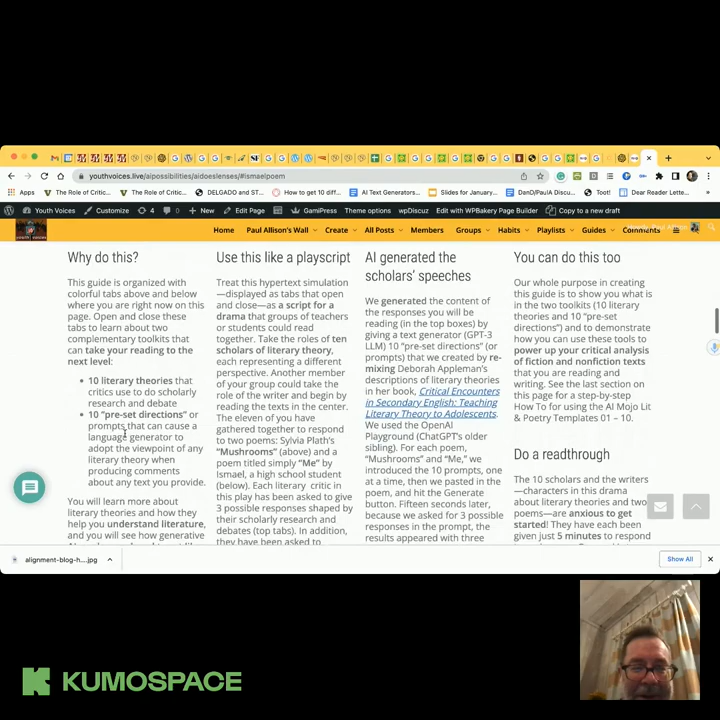 youthvoices.live/aipossibilities/aidoeslenses/#ismaelpoem
Apps
The Role of Critic...
The Role of Critic...
DELGADO and ST...
How to get 10 diff...
AI Text Generators...
Slides for January...
DanD/PaulA Discu...
Toot!
Dear Reader Letter...
Youth Voices
Customize
4
0
New
Edit Page
GamiPress
Theme options
wpDiscuz
Edit with WPBakery Page Builder
Copy to a new draft
Home
Paul Allison's Wall
Create
All Posts
Members
Groups
Habits
Playlists
Guides
Comments
Why do this?
This guide is organized with
colorful tabs above and below
where you are right now on this
page. Open and close these
tabs to learn about two
complementary toolkits that
can take your reading to the
next level:
10 literary theories that
critics use to do scholarly
research and debate
10 “pre-set directions” or
prompts that can cause a
language generator to
adopt the viewpoint of any
literary theory when
producing comments
about any text you provide.
You will learn more about
literary theories and how they
help you understand literature,
and you will see how generative
Use this like a playscript
Treat this hypertext simulation
—displayed as tabs that open
and close—as a script for a
drama that groups of teachers
or students could read
together. Take the roles of ten
scholars of literary theory,
each representing a different
perspective. Another member
of your group could take the
role of the writer and begin by
reading the texts in the center.
The eleven of you have
gathered together to respond
to two poems: Sylvia Plath's
“Mushrooms” (above) and a
poem titled simply “Me” by
Ismael, a high school student
(below). Each literary critic in
this play has been asked to give
3 possible responses shaped by
their scholarly research and
debates (top tabs). In addition,
they have been asked to
AI generated the
scholars’ speeches
We generated the content of
the responses you will be
reading (in the top boxes) by
giving a text generator (GPT-3
LLM) 10 “pre-set directions” (or
prompts) that we created by re-
mixing Deborah Appleman's
descriptions of literary theories
in her book, Critical Encounters
in Secondary English: Teaching
Literary Theory to Adolescents.
We used the OpenAI
Playground (ChatGPT's older
sibling). For each poem,
“Mushrooms” and “Me,” we
introduced the 10 prompts, one
at a time, then we pasted in the
poem, and hit the Generate
button. Fifteen seconds later,
because we asked for 3 possible
responses in the prompt, the
results appeared with three
You can do this too
Our whole purpose in creating
this guide is to show you what is
in the two toolkits (10 literary
theories and 10 “pre-set
directions”) and to demonstrate
how you can use these tools to
power up your critical analysis
of fiction and nonfiction texts
that you are reading and
writing. See the last section on
this page for a step-by-step
How To for using the AI Mojo Lit
& Poetry Templates 01 – 10.
Do a readthrough
The 10 scholars and the writers
—characters in this drama
about literary theories and two
poems—are anxious to get
started! They have each been
given just 5 minutes to respond
alignment-blog-h....jpg
Show All
KUMOSPACE